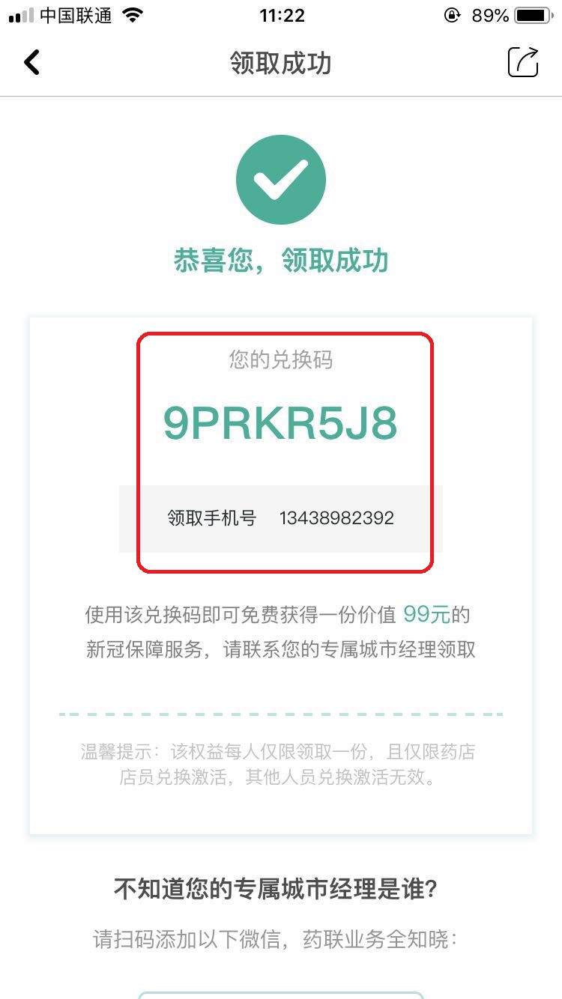 中国联通 11:22 89%
领取成功
恭喜您，领取成功
您的兑换码
9PRKR5J8
领取手机号 13438982392
使用该兑换码即可免费获得一份价值 99元的
新冠保障服务，请联系您的专属城市经理领取
温馨提示：该权益每人仅限领取一份，且仅限药店
店员兑换激活，其他人员兑换激活无效。
不知道您的专属城市经理是谁?
请扫码添加以下微信，药联业务全知晓：